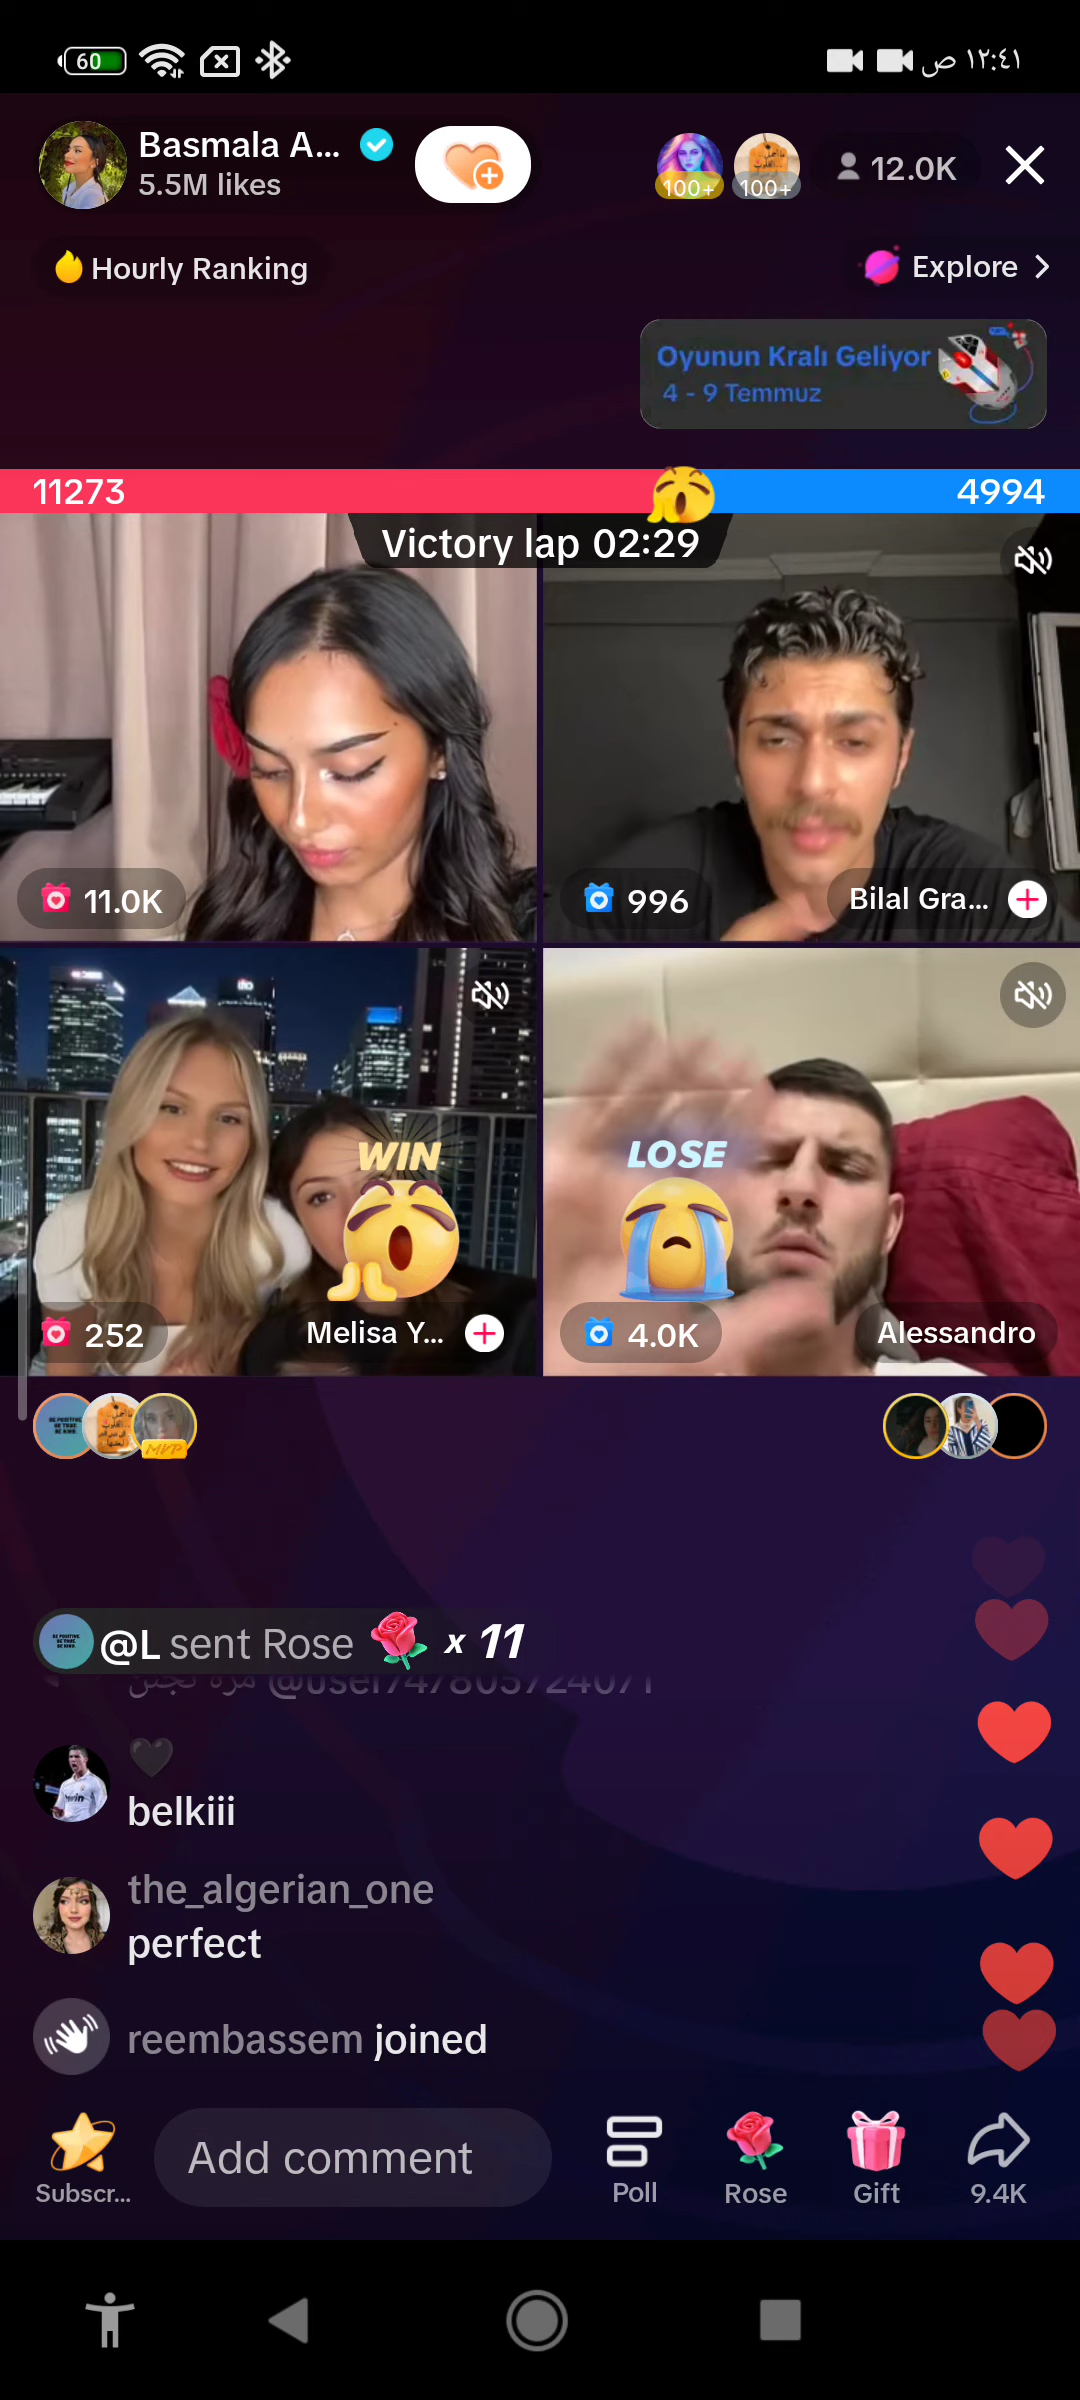 60
١٢:٤١ ص
Basmala A...
5.5M likes
100+
100+
12.0K
Hourly Ranking
Explore
Oyunun Kralı Geliyor
4 - 9 Temmuz
11273
4994
Victory lap 02:29
11.0K
996
Bilal Gra...
WIN
LOSE
252
Melisa Y...
4.0K
Alessandro
MVP
@L sent Rose x 11
🖤
belkiii
the_algerian_one
perfect
reembassem joined
Subscr...
Add comment
Poll
Rose
Gift
9.4K